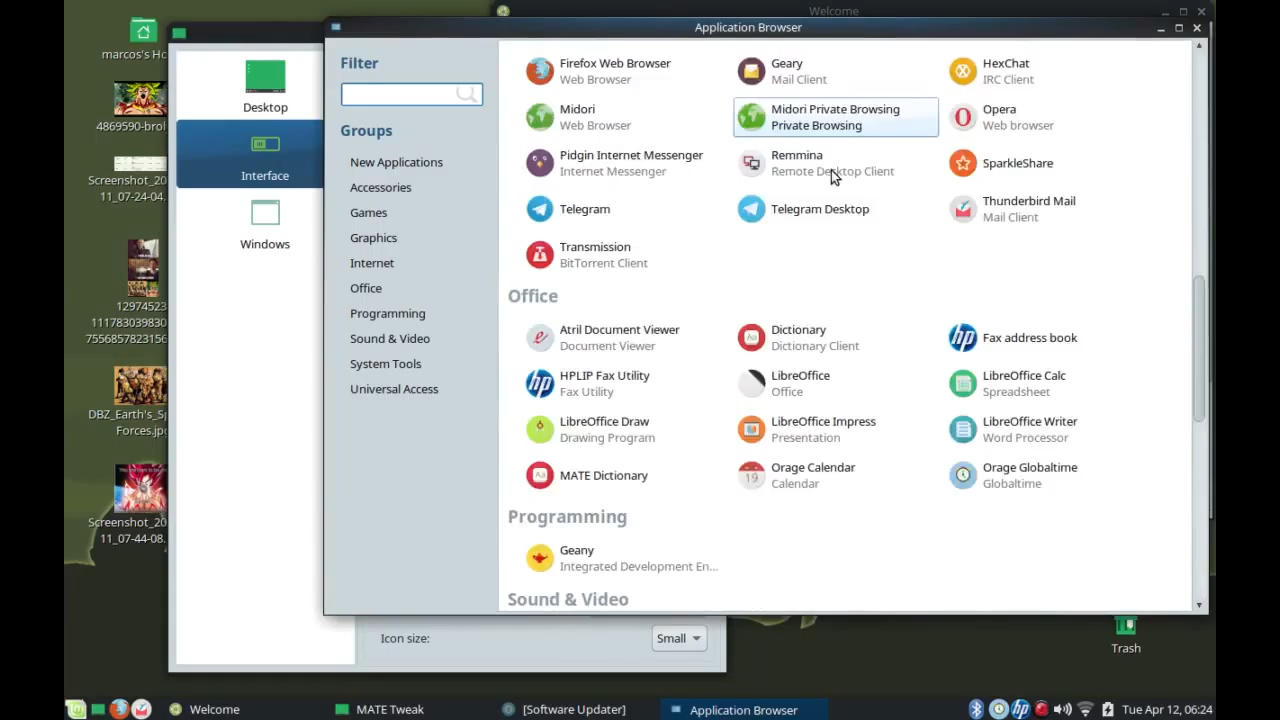 Welcome
Application Browser
marcos's Ho
4869590-brol
Screenshot_20
11_07-24-04.
12974523
111783039830
7556857823156
DBZ_Earth's_Sp
Forces.jpg
Screenshot_20
11_07-44-08.
Desktop
Interface
Windows
Filter
Groups
New Applications
Accessories
Games
Graphics
Internet
Office
Programming
Sound & Video
System Tools
Universal Access
Firefox Web Browser
Web Browser
Geary
Mail Client
HexChat
IRC Client
Midori
Web Browser
Midori Private Browsing
Private Browsing
Opera
Web browser
Pidgin Internet Messenger
Internet Messenger
Remmina
Remote Desktop Client
SparkleShare
Telegram
Telegram Desktop
Thunderbird Mail
Mail Client
Transmission
BitTorrent Client
Office
Atril Document Viewer
Document Viewer
Dictionary
Dictionary Client
Fax address book
HPLIP Fax Utility
Fax Utility
LibreOffice
Office
LibreOffice Calc
Spreadsheet
LibreOffice Draw
Drawing Program
LibreOffice Impress
Presentation
LibreOffice Writer
Word Processor
MATE Dictionary
Orage Calendar
Calendar
Orage Globaltime
Globaltime
Programming
Geany
Integrated Development En...
Sound & Video
Icon size:
Small
Trash
Welcome
MATE Tweak
[Software Updater]
Application Browser
Tue Apr 12, 06:24